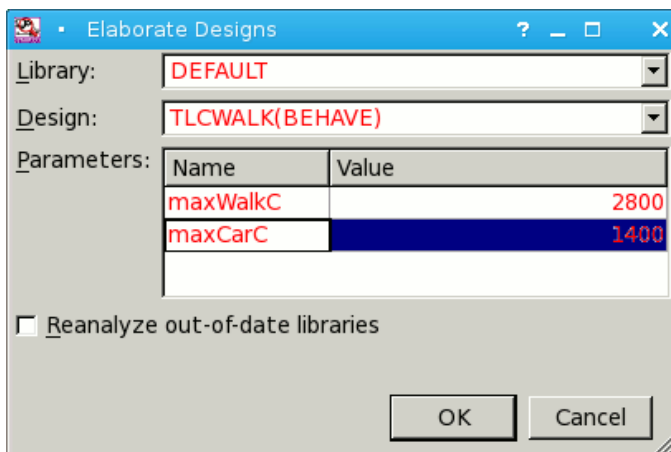 Elaborate Designs ?
Library: DEFAULT
Design: TLCWALK(BEHAVE)
Parameters: Name Value
maxWalkC 2800
maxCarC 1400
Reanalyze out-of-date libraries
OK Cancel